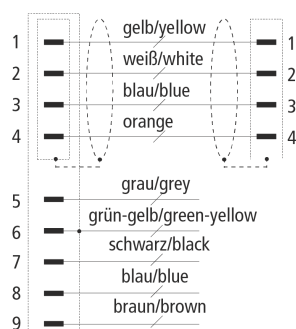 gelb/yellow
1 1
weiß/white
2 2
blau/blue
3 3
orange
4 4
grau/grey
5
grün-gelb/green-yellow
6
schwarz/black
7
blau/blue
8
braun/brown
9